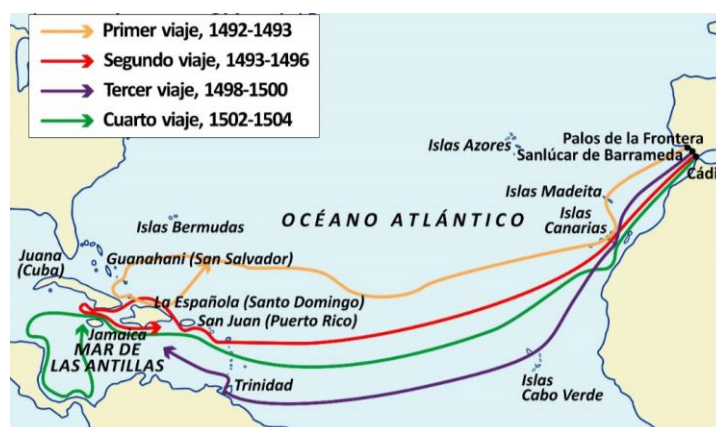 Primer viaje, 1492-1493
Segundo viaje, 1493-1496
Tercer viaje, 1498-1500
Cuarto viaje, 1502-1504
Islas Azores
Palos de la Frontera
Sanlúcar de Barrameda
Cádi
Islas Madeita
Islas
Canarias
Islas Bermudas
OCÉANO ATLÁNTICO
Juana
(Cuba)
Guanahani (San Salvador)
La Española (Santo Domingo)
San Juan (Puerto Rico)
Jamaica
MAR DE
LAS ANTILLAS
Trinidad
Islas
Cabo Verde